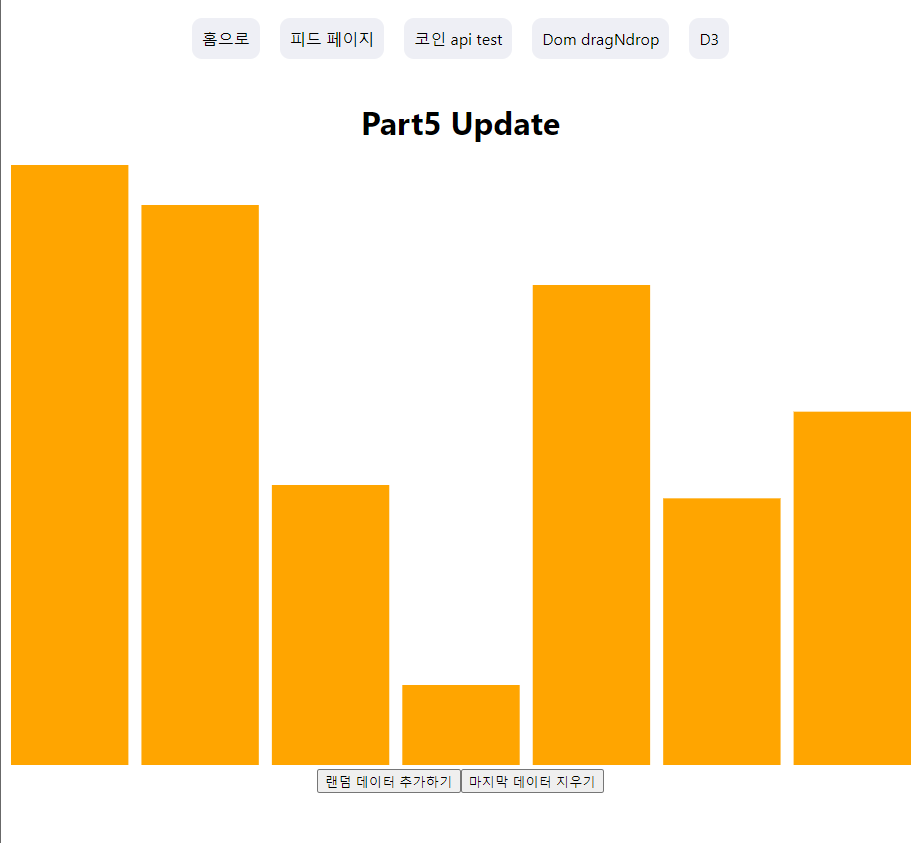 홈으로 피드 페이지 코인 api test Dom dragNdrop D3
Part5 Update
랜덤 데이터 추가하기 마지막 데이터 지우기